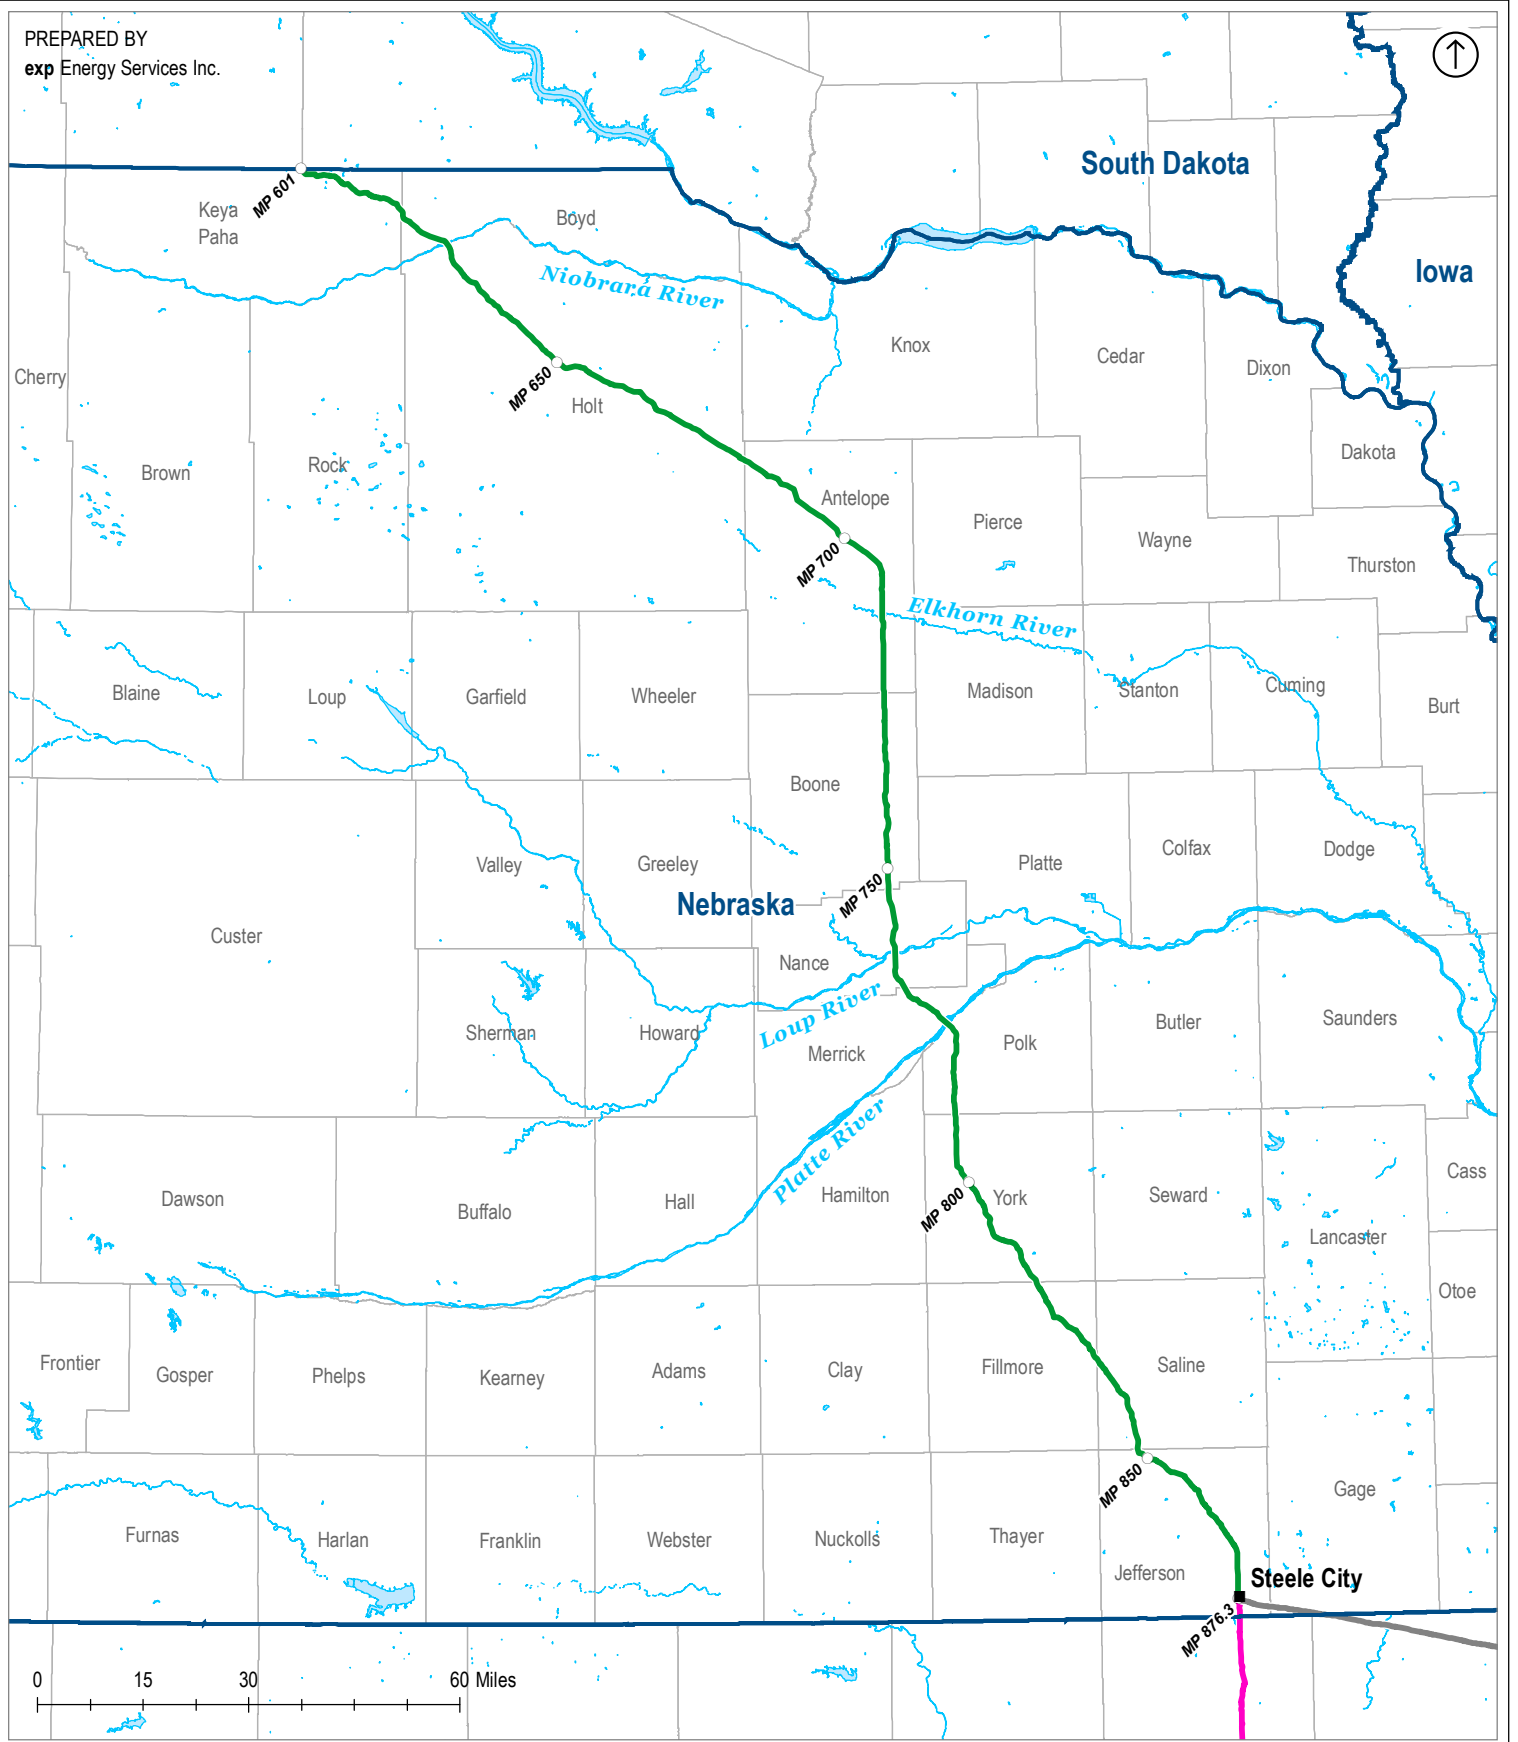 PREPARED BY
exp Energy Services Inc.
South Dakota
Iowa
MP 601
Keya
Paha
Boyd
Niobrara River
Knox
Cedar
Dixon
Cherry
MP 650
Holt
Dakota
Brown
Rock
Antelope
Pierce
Wayne
MP 700
Thurston
Elkhorn River
Blaine
Loup
Garfield
Wheeler
Madison
Stanton
Cuming
Burt
Boone
Valley
Greeley
Platte
Colfax
Dodge
MP 750
Nebraska
Custer
Nance
Loup River
Sherman
Howard
Merrick
Polk
Butler
Saunders
Platte River
Dawson
Buffalo
Hall
Hamilton
MP 800
York
Seward
Cass
Lancaster
Otoe
Frontier
Gosper
Phelps
Kearney
Adams
Clay
Fillmore
Saline
MP 850
Gage
Furnas
Harlan
Franklin
Webster
Nuckolls
Thayer
Jefferson
Steele City
MP 876.3
0 15 30 60 Miles